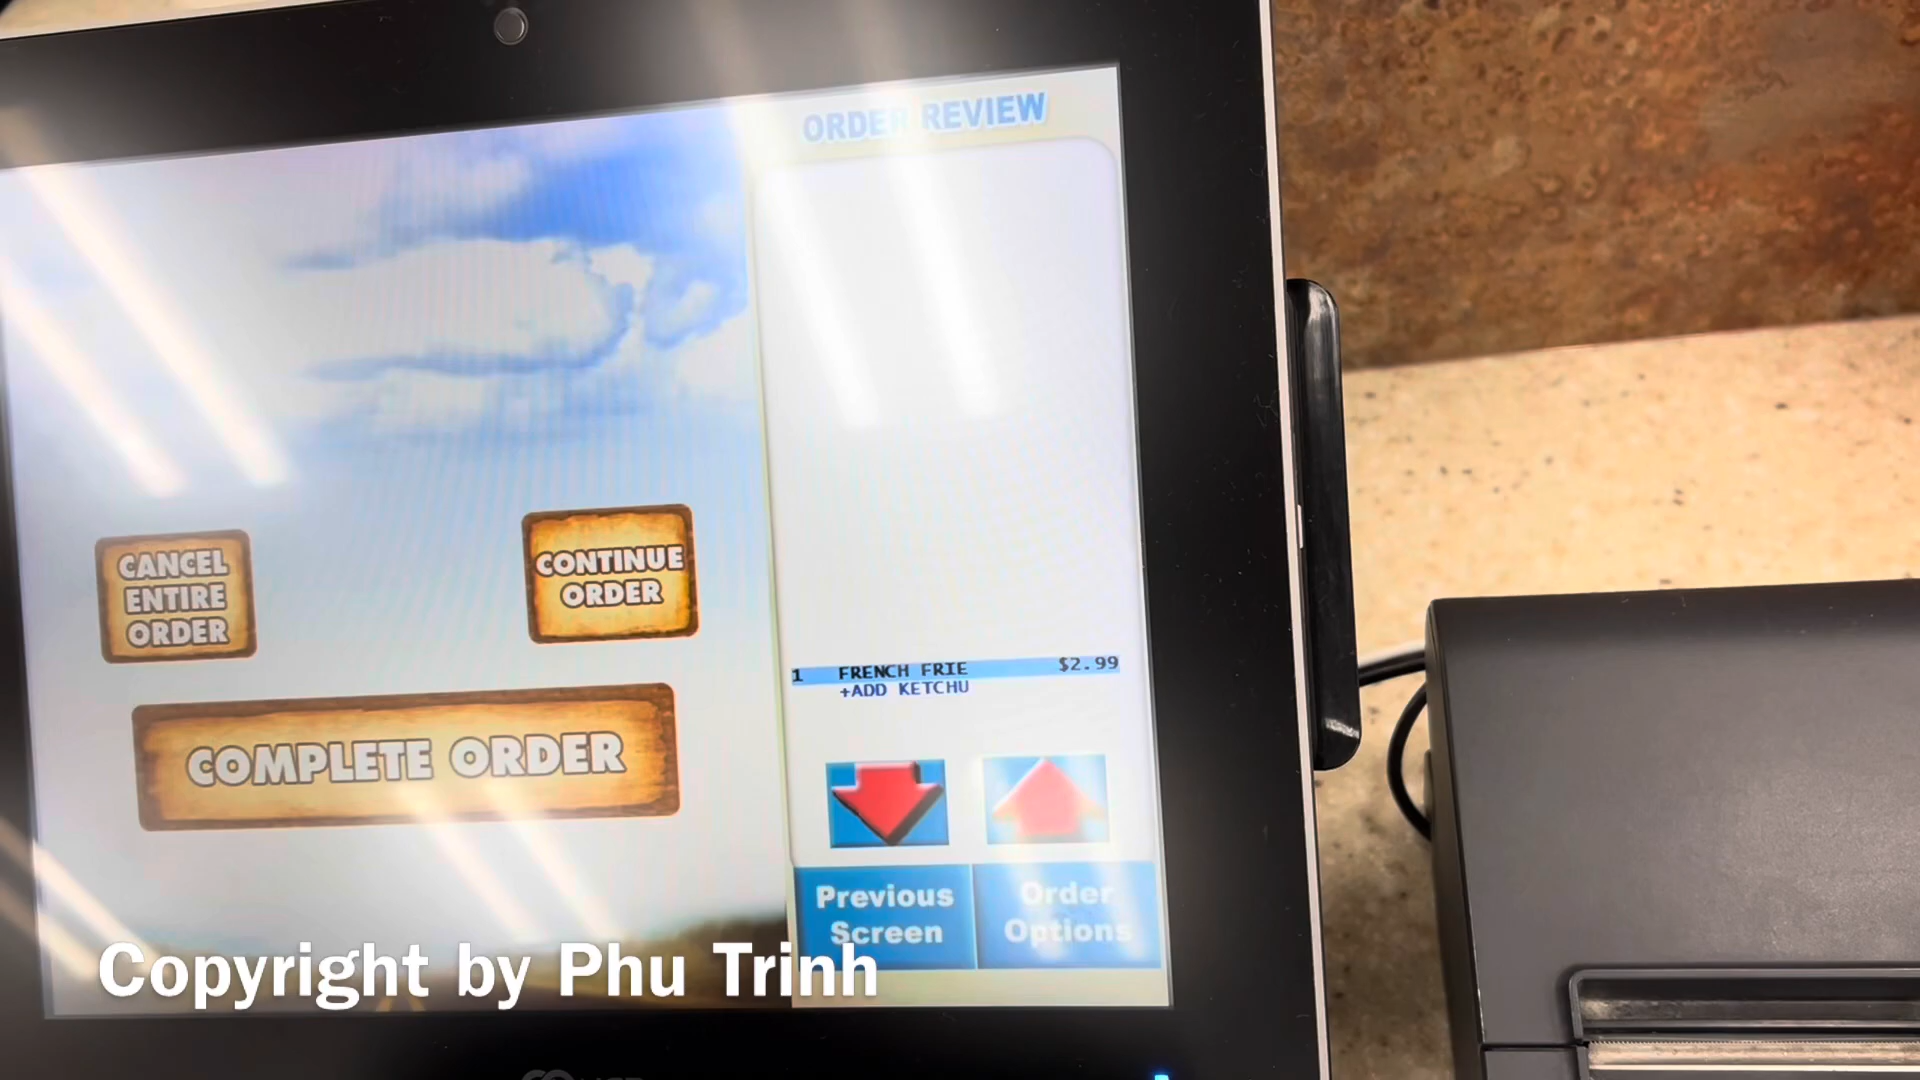 ORDER REVIEW
CANCEL
ENTIRE
ORDER
CONTINUE
ORDER
COMPLETE ORDER
1 FRENCH FRIE $2.99
+ADD KETCHU
Previous
Screen
Order
Options
Copyright by Phu Trinh